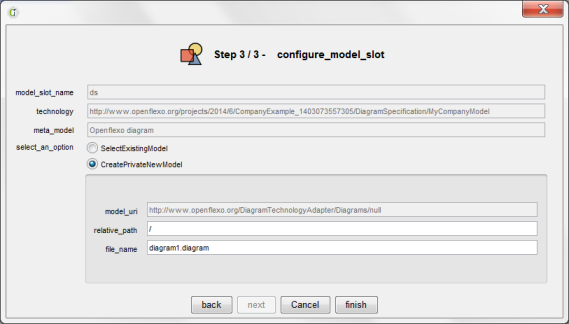 Step 3 / 3 - configure_model_slot
model_slot_name ds
technology http://www.openflexo.org/projects/2014/6/CompanyExample_1403073557305/DiagramSpecification/MyCompanyModel
meta_model Openflexo diagram
select_an_option SelectExistingModel
CreatePrivateNewModel
model_uri http://www.openflexo.org/DiagramTechnologyAdapter/Diagrams/null
relative_path /
file_name diagram1.diagram
back next Cancel finish